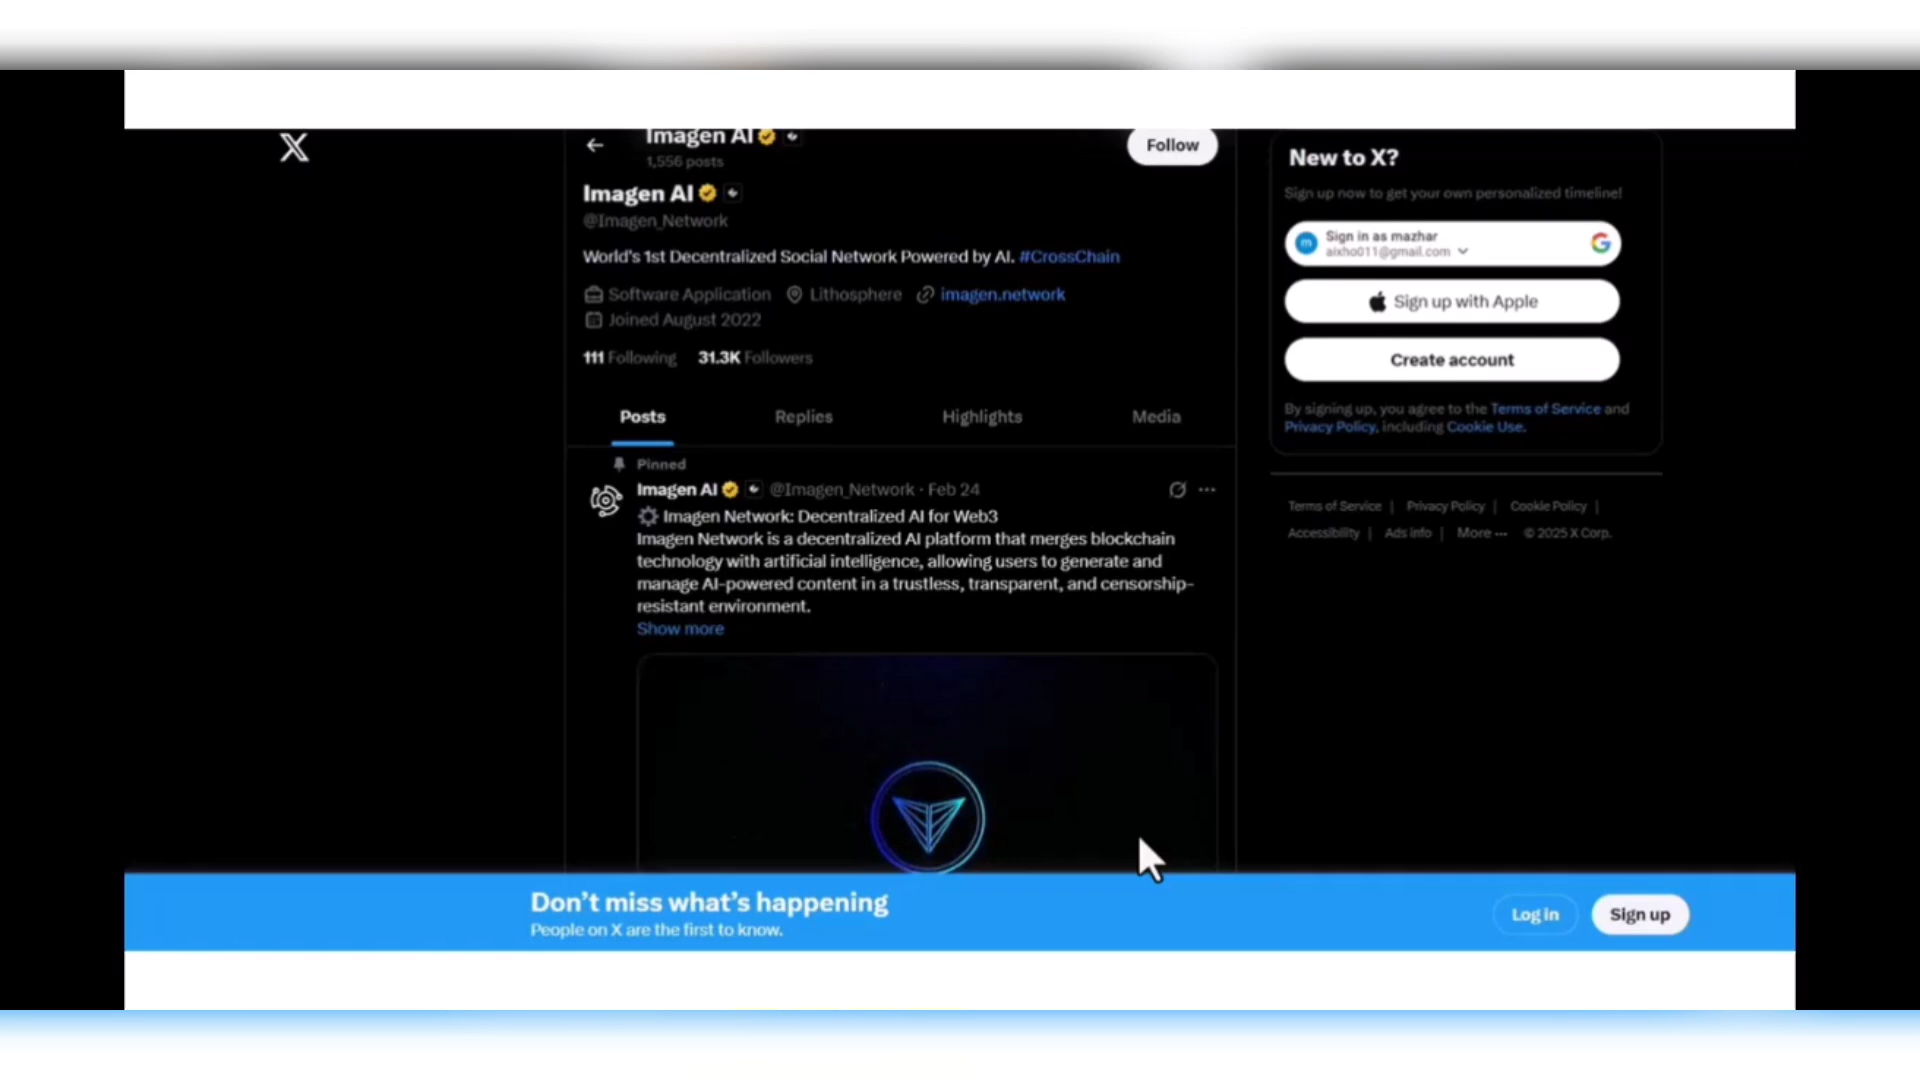 Imagen AI
1,556 posts
Follow
Imagen AI
@Imagen_Network
World's 1st Decentralized Social Network Powered by AI. #CrossChain
Software Application Lithosphere imagen.network
Joined August 2022
111 Following 31.3K Followers
Posts Replies Highlights Media
Pinned
Imagen AI @Imagen_Network · Feb 24
Imagen Network: Decentralized AI for Web3
Imagen Network is a decentralized AI platform that merges blockchain
technology with artificial intelligence, allowing users to generate and
manage AI-powered content in a trustless, transparent, and censorship-
resistant environment.
Show more
New to X?
Sign up now to get your own personalized timeline!
Sign in as mazhar
aixho011@gmail.com
Sign up with Apple
Create account
By signing up, you agree to the Terms of Service and
Privacy Policy, including Cookie Use.
Terms of Service | Privacy Policy | Cookie Policy |
Accessibility | Ads info | More ··· © 2025 X Corp.
Don't miss what's happening
People on X are the first to know.
Log in
Sign up